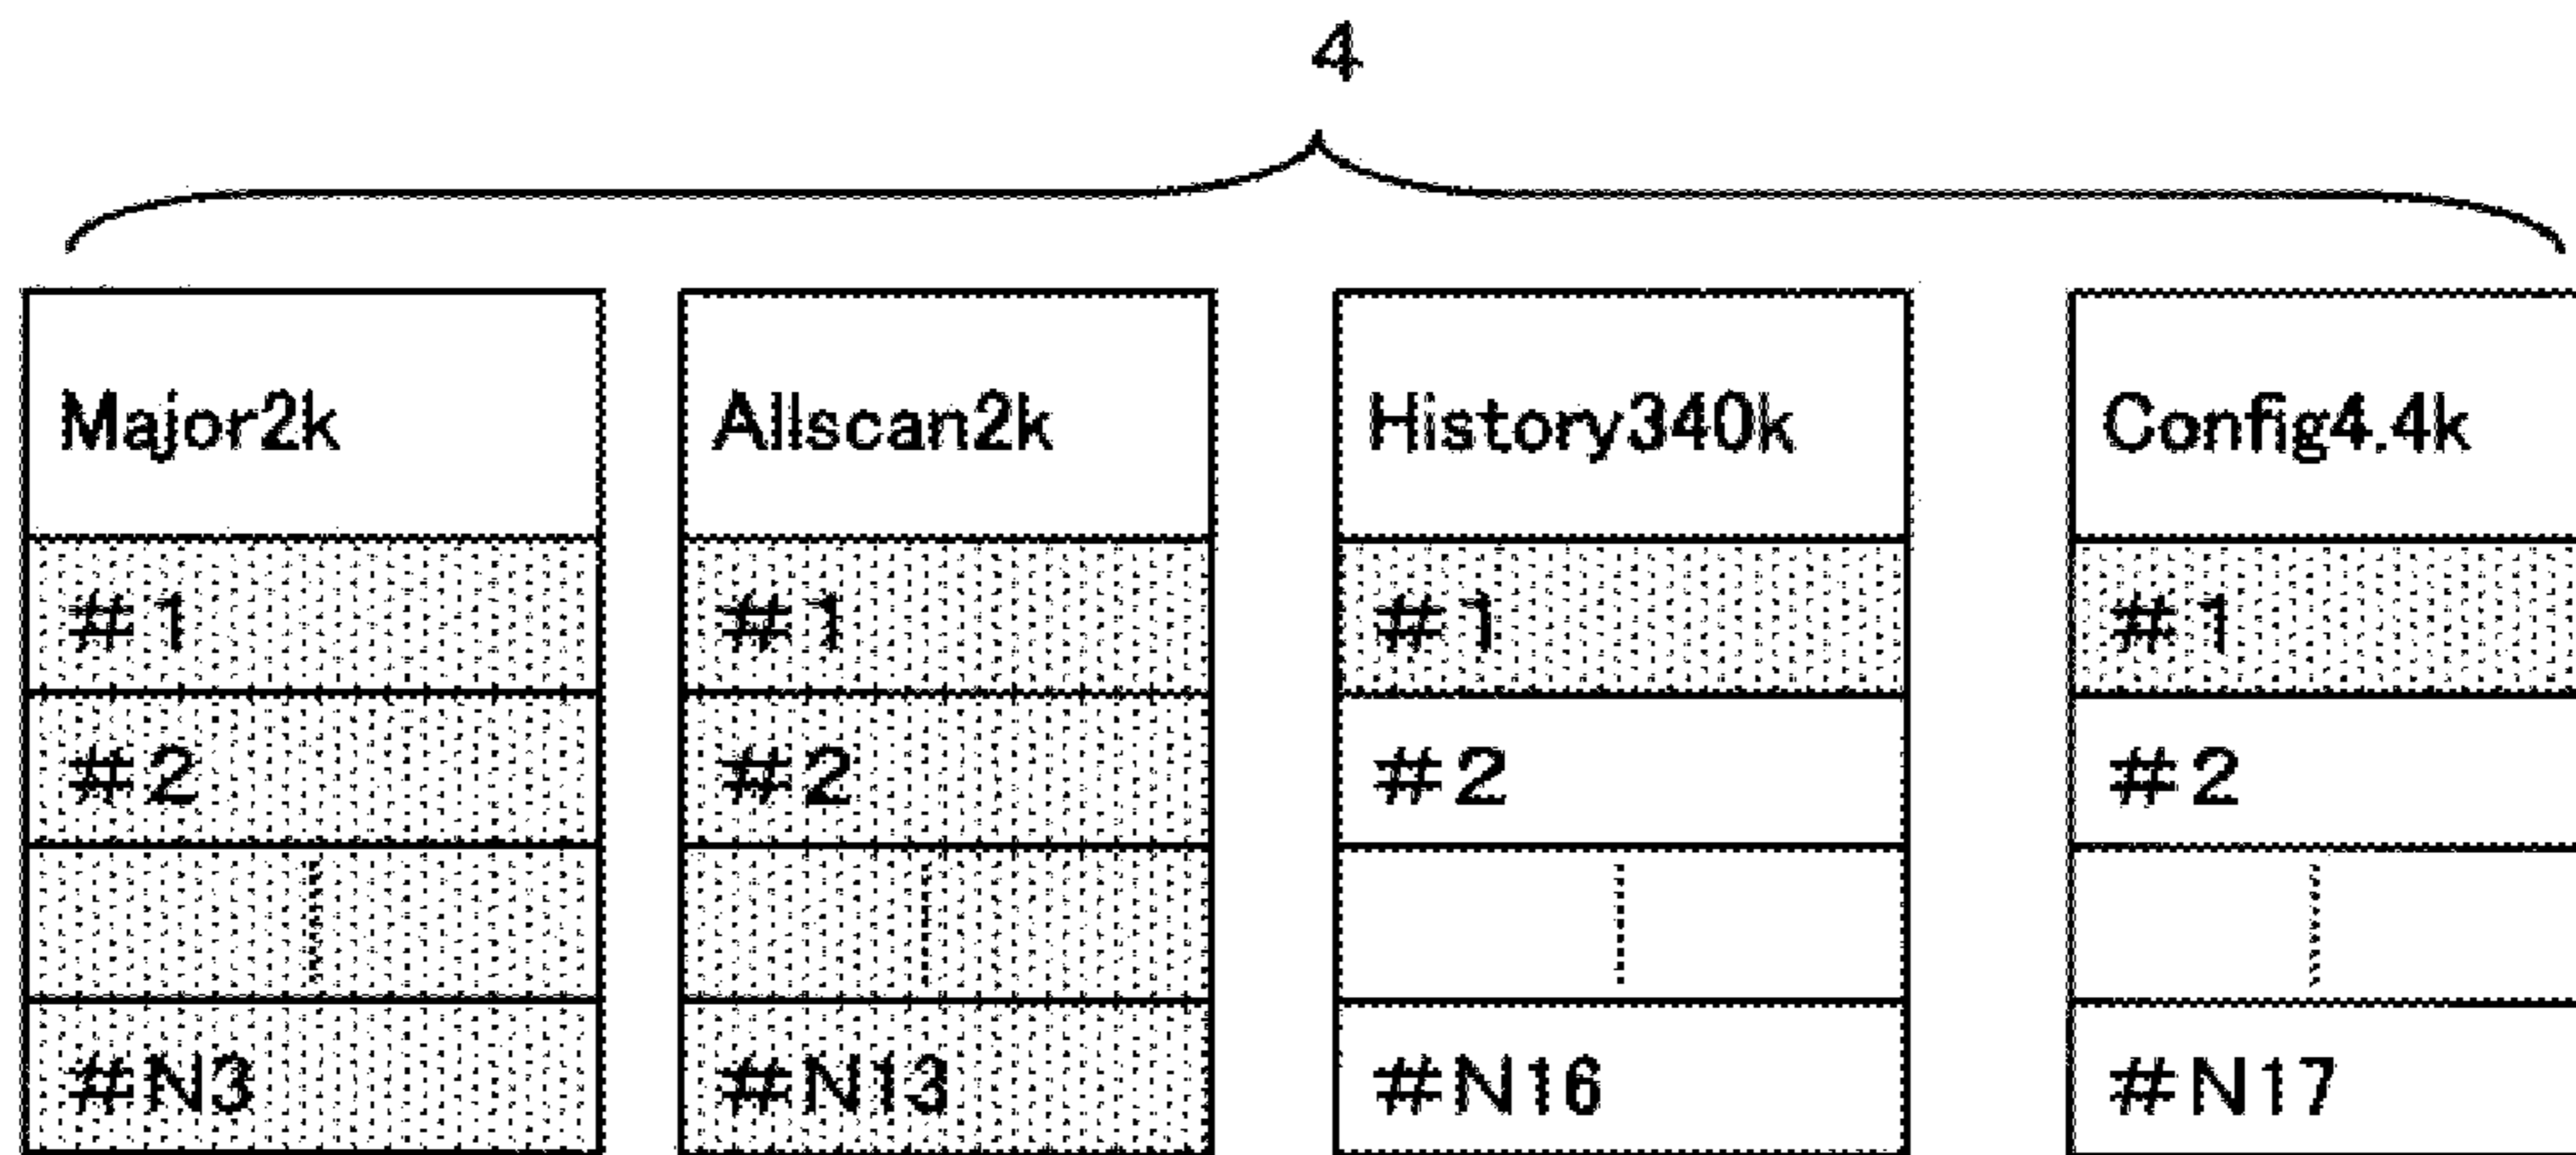 4
Major2k Allscan2k History340k Config4.4k
#1 #1 #1 #1
#2 #2 #2 #2
#N3 #N13 #N16 #N17